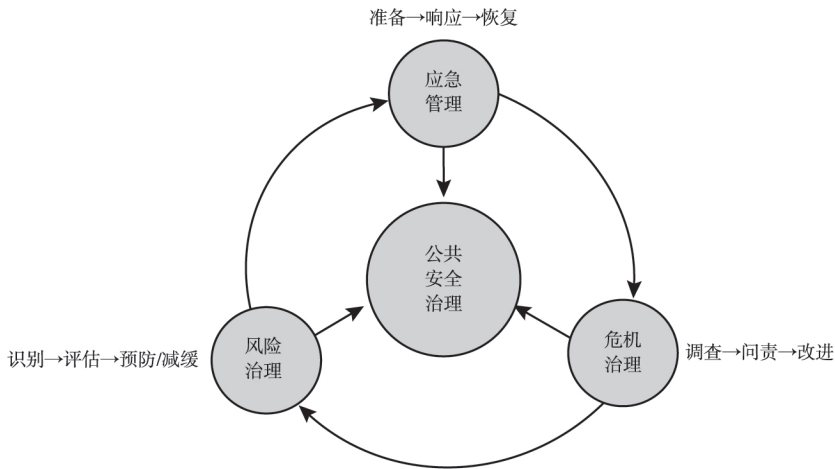 准备→响应→恢复
应急
管理
公共
安全
治理
识别→评估→预防/减缓
风险
治理
危机
治理
调查→问责→改进